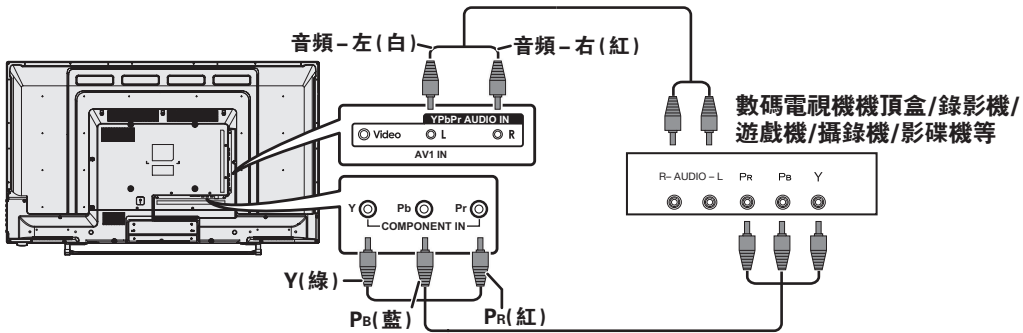 音頻–左(白)
音頻–右(紅)
YPbPr AUDIO IN
Video
L
R
AV1 IN
數碼電視機機頂盒/錄影機/
遊戲機/攝錄機/影碟機等
R– AUDIO – L PR PB Y
Y Pb Pr
COMPONENT IN
Y(綠)
PB(藍)
PR(紅)